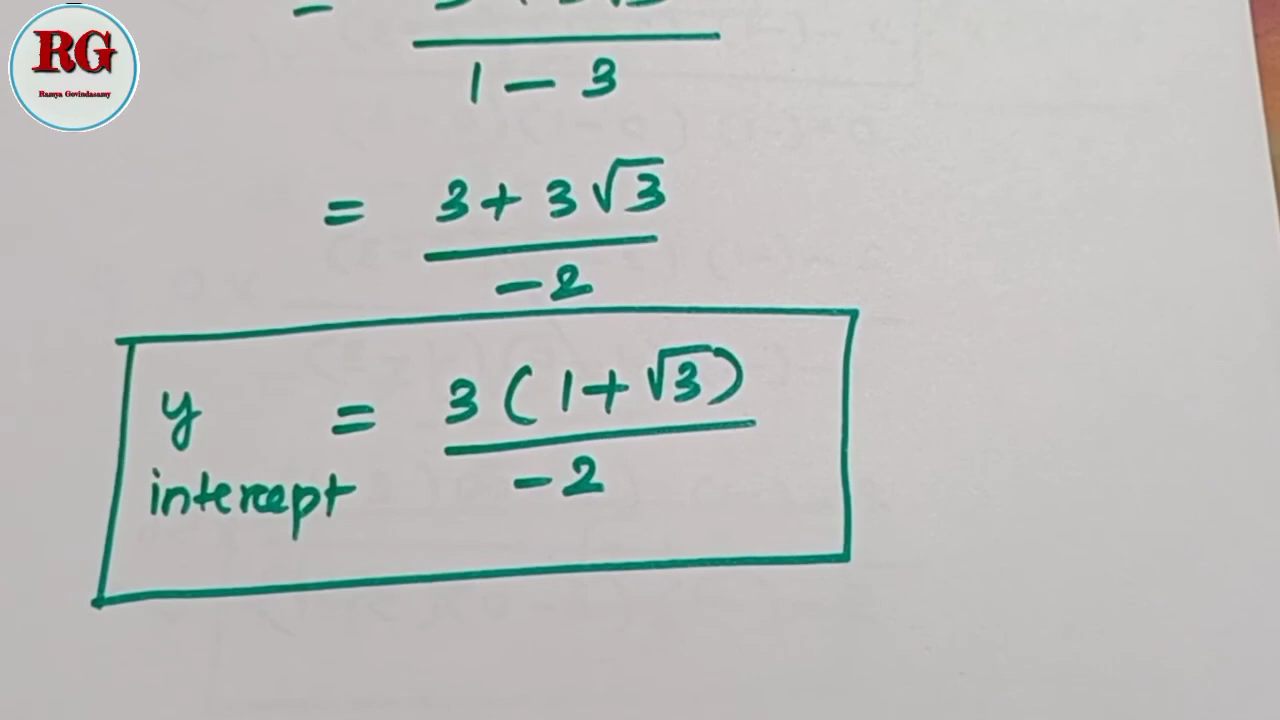 RG
Ramya Govindasamy
1 - 3
= 3 + 3√3
-2
y = 3 (1 + √3)
intercept -2